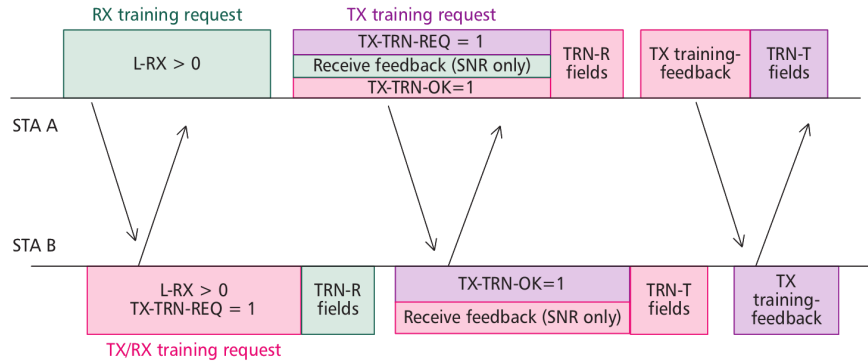 RX training request
TX training request
L-RX > 0
TX-TRN-REQ = 1
Receive feedback (SNR only)
TX-TRN-OK=1
TRN-R
fields
TX training-
feedback
TRN-T
fields
STA A
STA B
L-RX > 0
TX-TRN-REQ = 1
TRN-R
fields
TX-TRN-OK=1
Receive feedback (SNR only)
TRN-T
fields
TX
training-
feedback
TX/RX training request